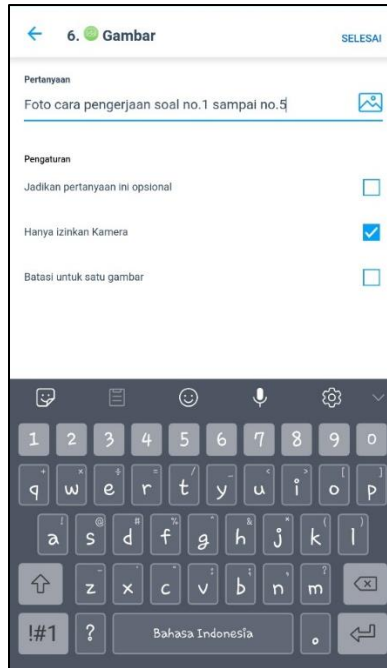 6. Gambar
SELESAI
Pertanyaan
Foto cara pengerjaan soal no.1 sampai no.5
Pengaturan
Jadikan pertanyaan ini opsional
Hanya izinkan Kamera
Batasi untuk satu gambar
1 2 3 4 5 6 7 8 9 0
q w e r t y u i o p
a s d f g h j k l
z x c v b n m
!#1 ? Bahasa Indonesia .